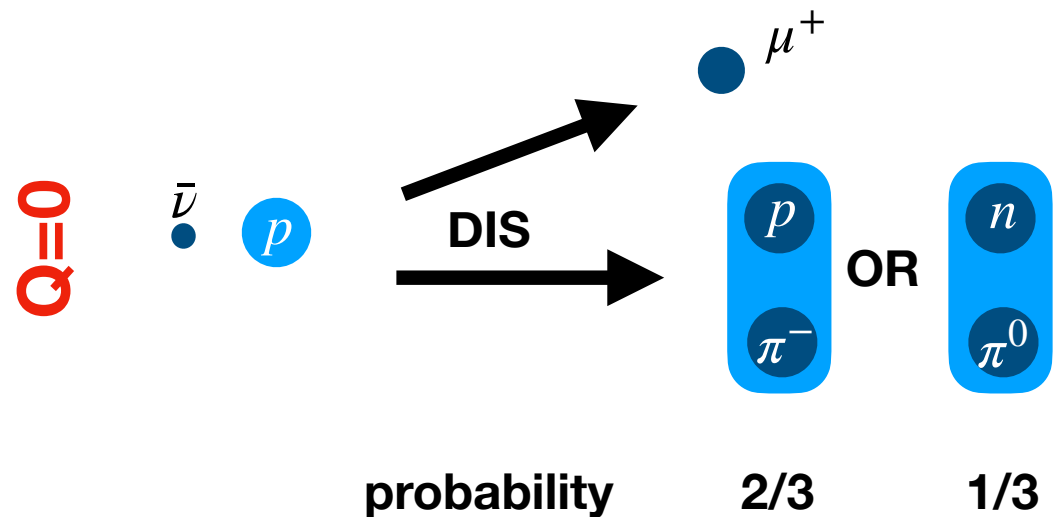 Q=0
ν̄
p
DIS
μ⁺
p
π⁻
OR
n
π⁰
probability 2/3 1/3